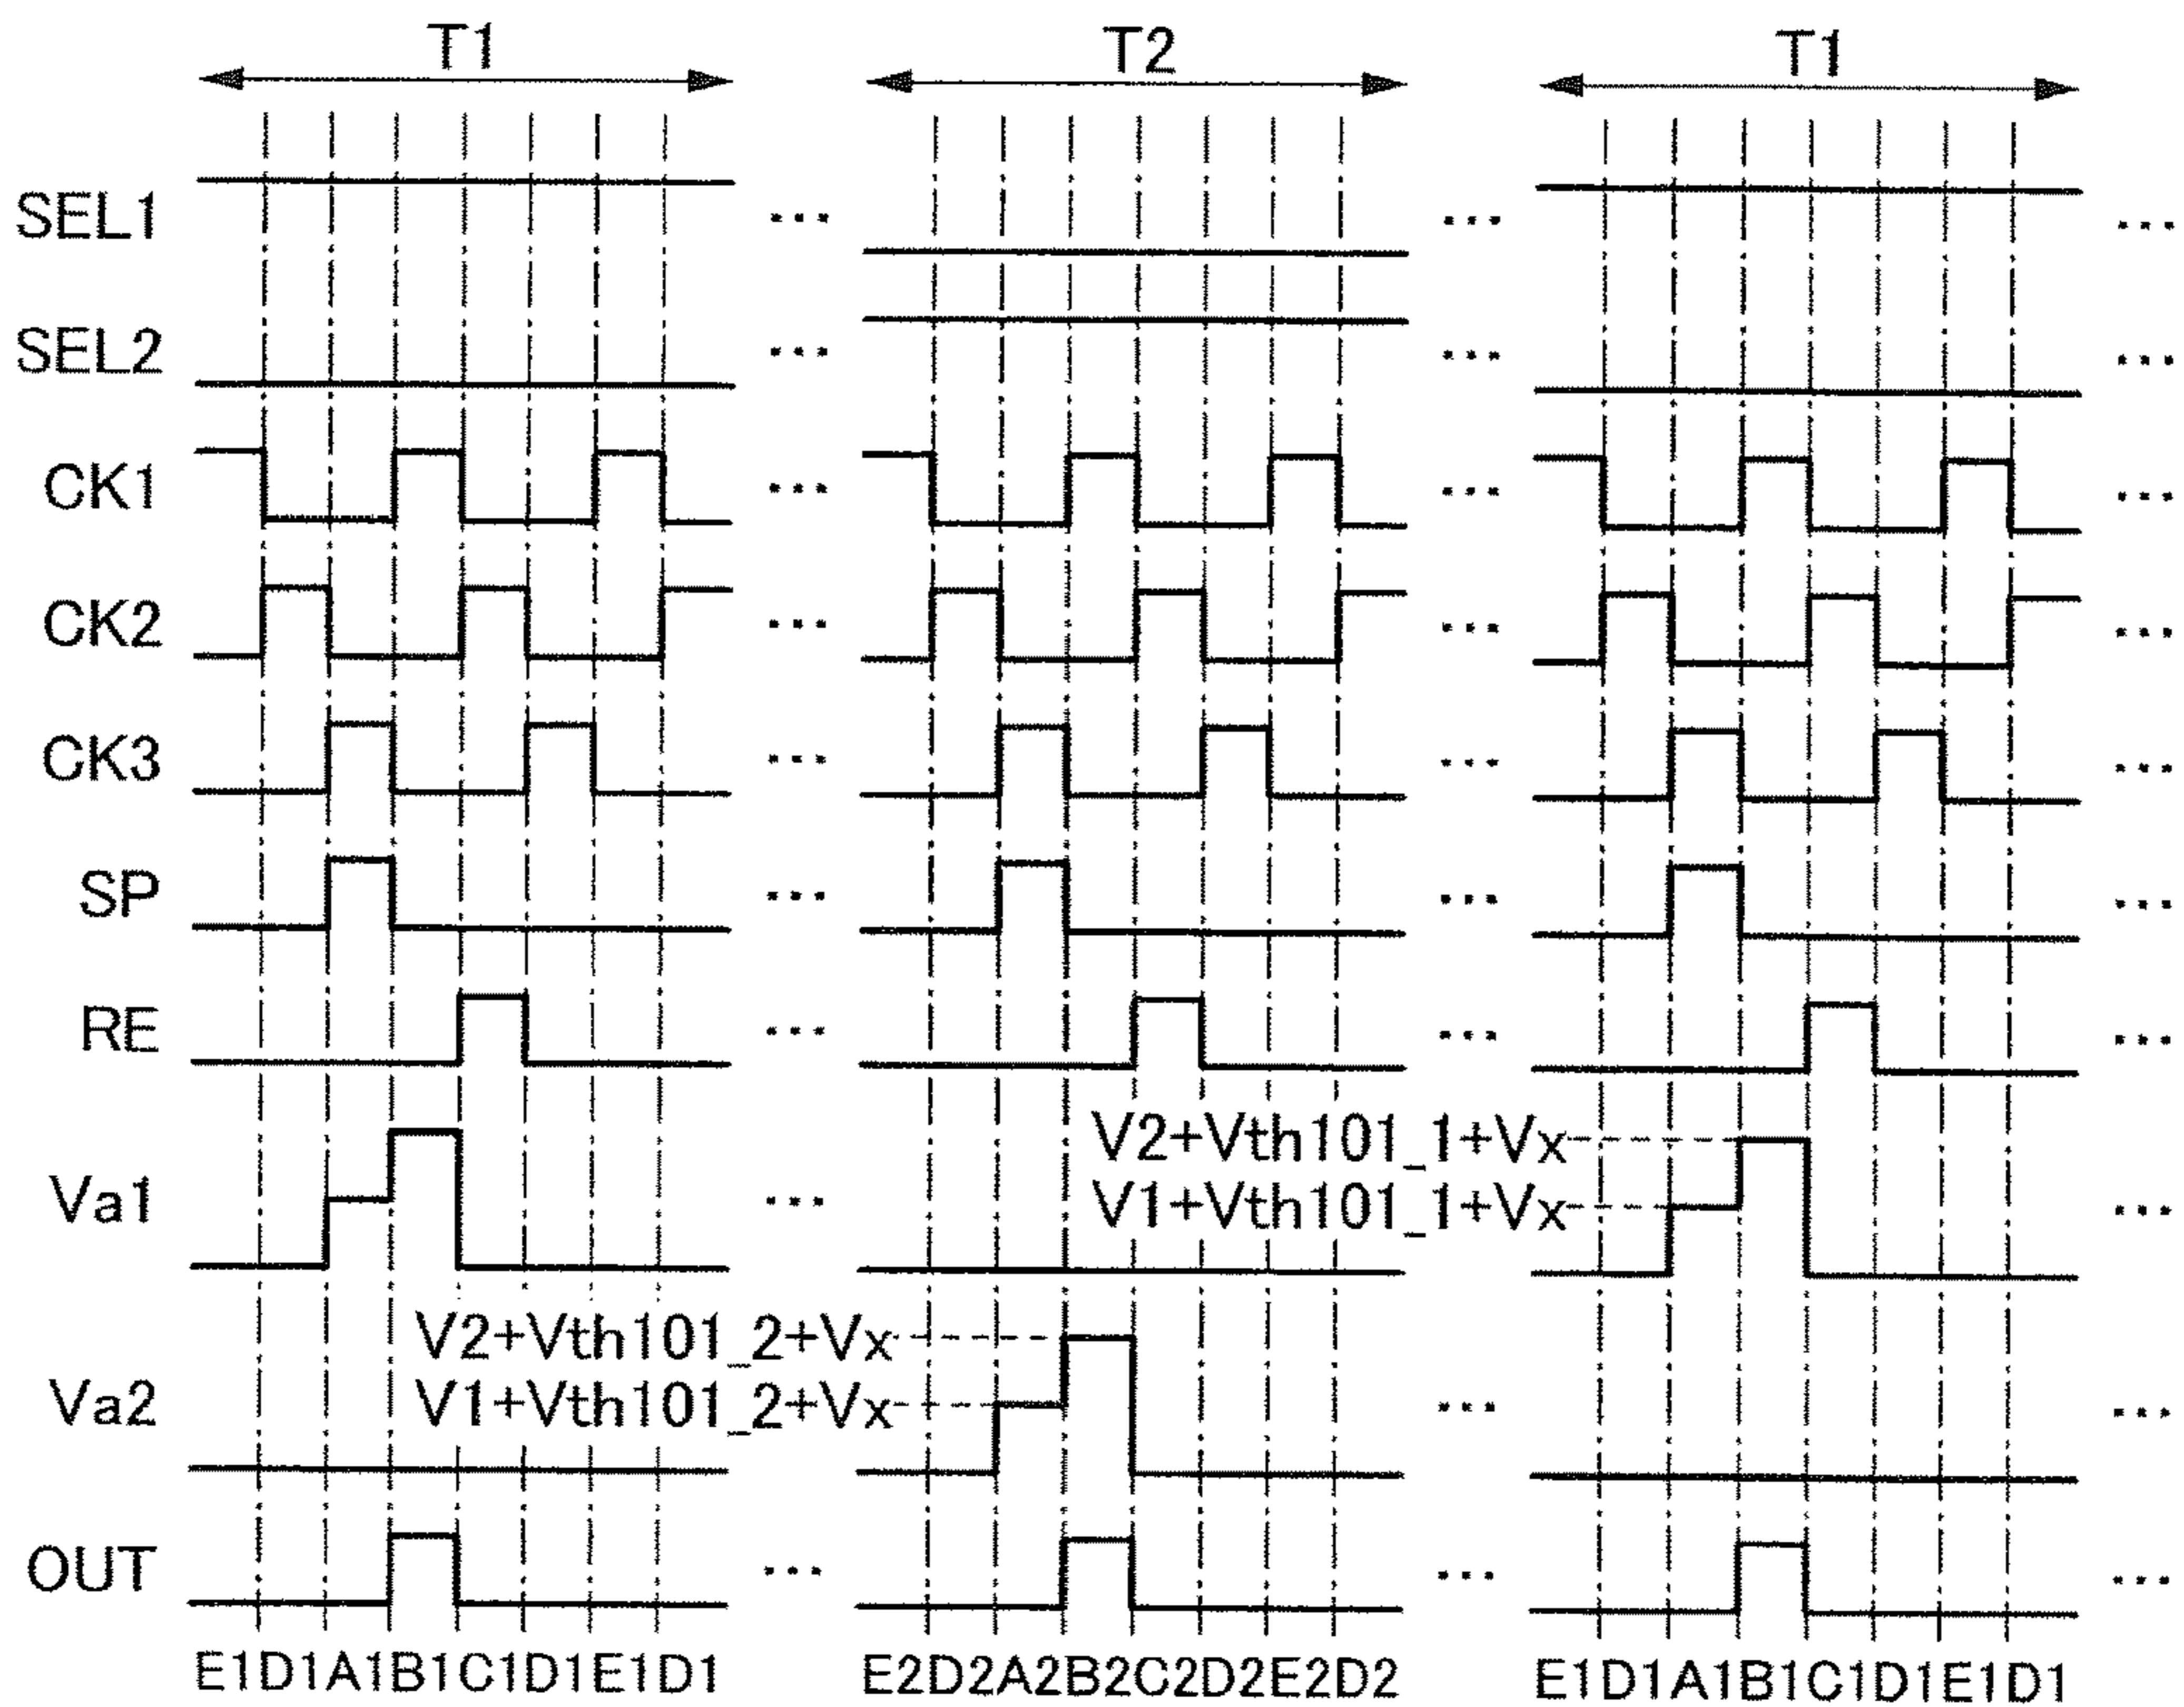 T1 T2 T1
SEL1 ... ... ...
SEL2 ... ... ...
CK1 ... ... ...
CK2 ... ... ...
CK3 ... ... ...
SP ... ... ...
RE ... ... ...
V2+Vth101_1+Vx
Va1 ... V1+Vth101_1+Vx ...
V2+Vth101_2+Vx
Va2 V1+Vth101_2+Vx ... ...
OUT ... ... ...
E1D1A1B1C1D1E1D1 E2D2A2B2C2D2E2D2 E1D1A1B1C1D1E1D1